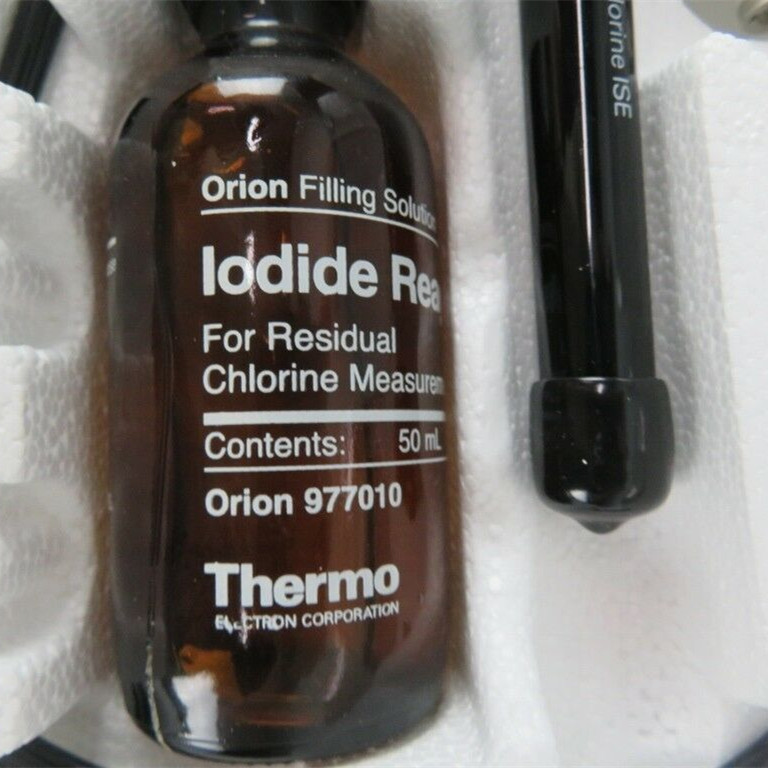 Orion Filling Solution
Iodide Rea
For Residual
Chlorine Measurem
Contents: 50 mL
Orion 977010
Thermo
ELECTRON CORPORATION
lorine ISE